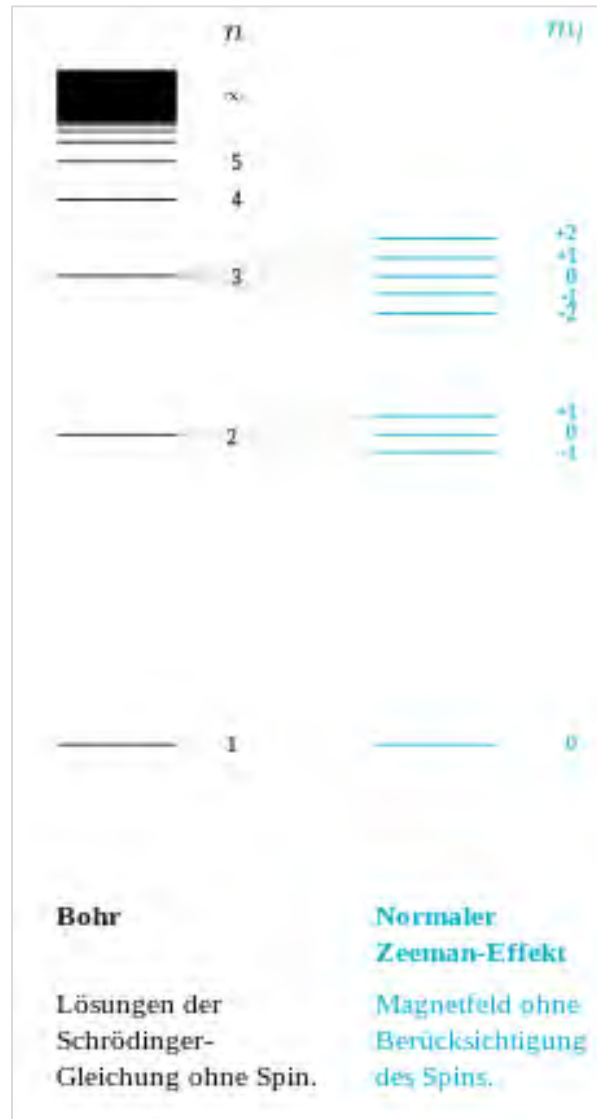 n
m_l
∞
5
4
3
2
1
+2
+1
0
-1
-2
+1
0
-1
0
Bohr
Normaler
Zeeman-Effekt
Lösungen der
Schrödinger-
Gleichung ohne Spin.
Magnetfeld ohne
Berücksichtigung
des Spins.